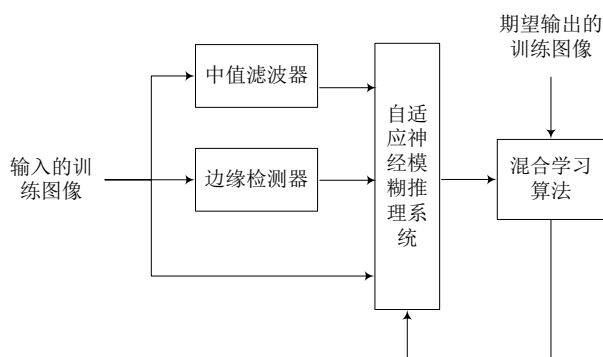 期望输出的
训练图像
中值滤波器
输入的训
练图像
边缘检测器
自适
应神
经模
糊推
理系
统
混合学习
算法